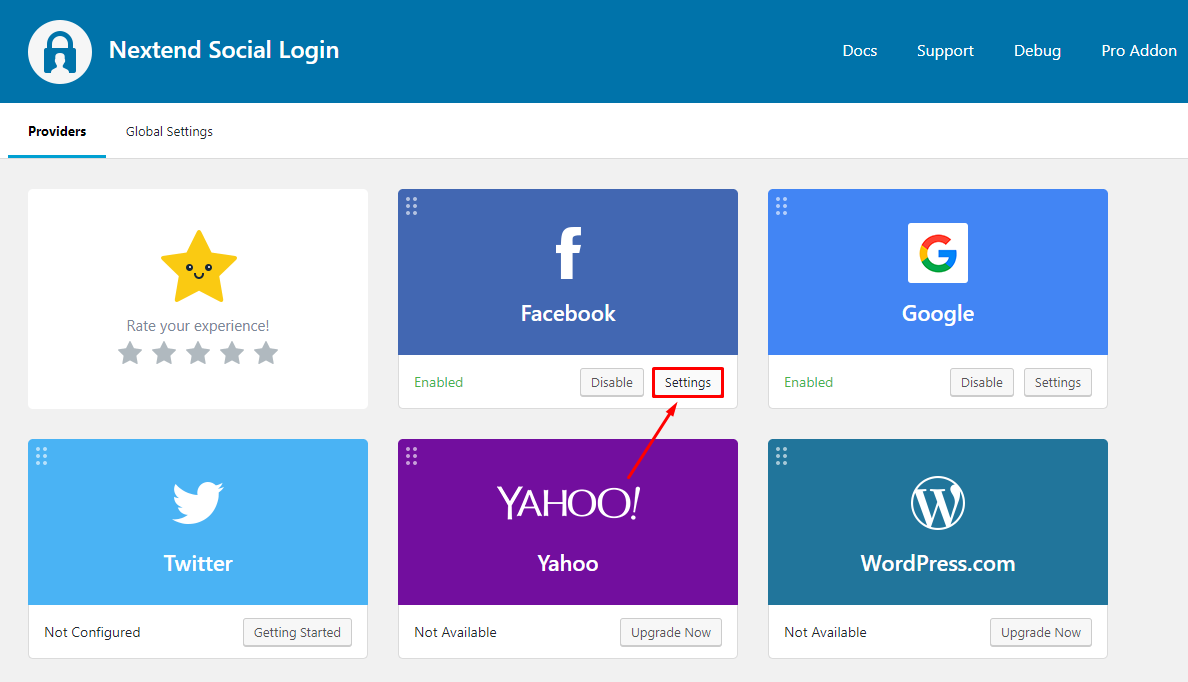 Nextend Social Login
Docs Support Debug Pro Addon
Providers Global Settings
Rate your experience!
Facebook
Enabled Disable Settings
Google
Enabled Disable Settings
Twitter
Not Configured Getting Started
YAHOO!
Yahoo
Not Available Upgrade Now
WordPress.com
Not Available Upgrade Now